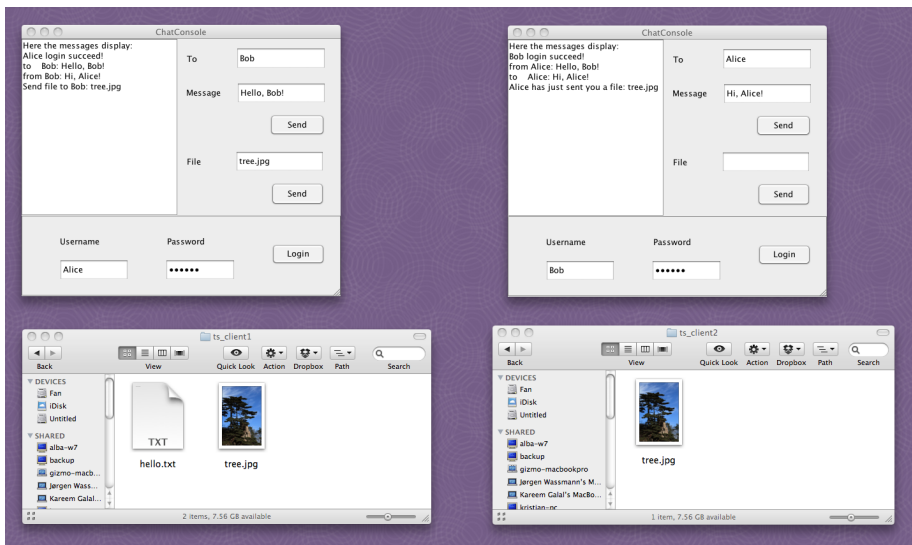 ChatConsole
Here the messages display:
Alice login succeed!
to Bob: Hello, Bob!
from Bob: Hi, Alice!
Send file to Bob: tree.jpg
To Bob
Message Hello, Bob!
Send
File tree.jpg
Send
Username Password
Login
Alice ••••••
ChatConsole
Here the messages display:
Bob login succeed!
from Alice: Hello, Bob!
to Alice: Hi, Alice!
Alice has just sent you a file: tree.jpg
To Alice
Message Hi, Alice!
Send
File
Send
Username Password
Login
Bob ••••••
ts_client1
Back View Quick Look Action Dropbox Path Search
DEVICES
Fan
iDisk
Untitled
SHARED
alba-w7
backup
gizmo-macb...
Jørgen Wass...
Kareem Galal...
TXT
hello.txt tree.jpg
2 items, 7.56 GB available
ts_client2
Back View Quick Look Action Dropbox Path Search
DEVICES
Fan
iDisk
Untitled
SHARED
alba-w7
backup
gizmo-macbookpro
Jørgen Wassmann's M...
Kareem Galal's MacBo...
kristian-pc
tree.jpg
1 item, 7.56 GB available